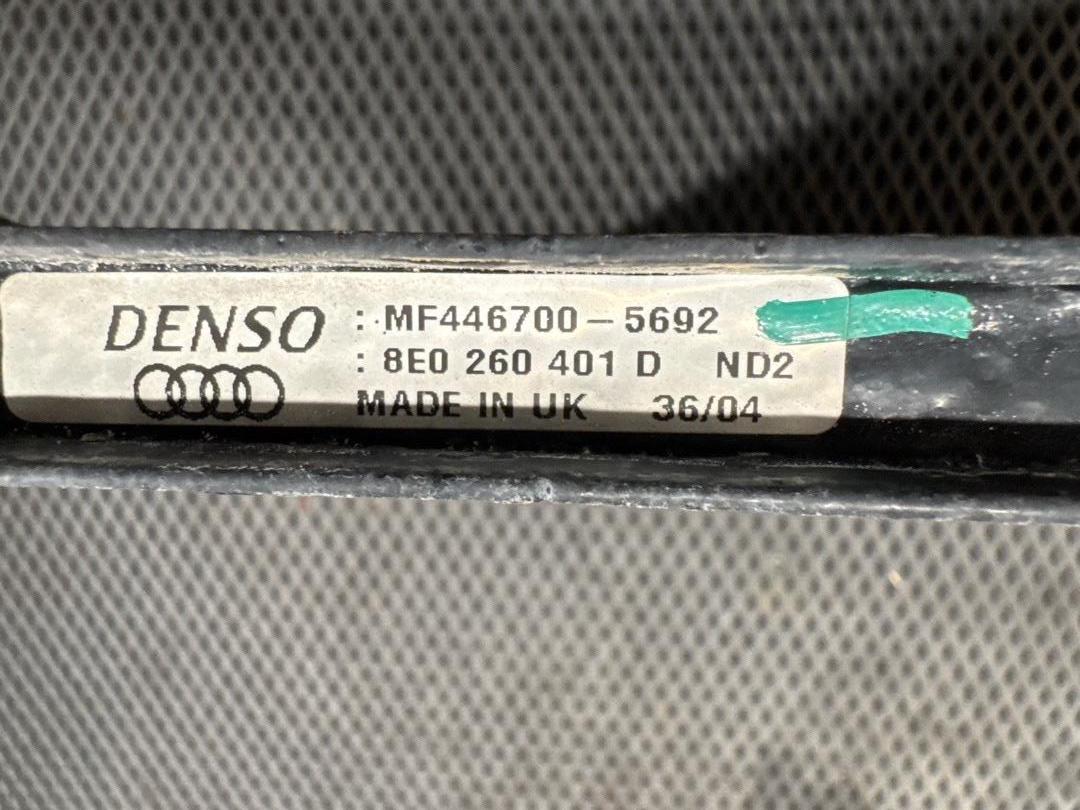 DENSO : MF446700-5692
: 8E0 260 401 D ND2
MADE IN UK 36/04